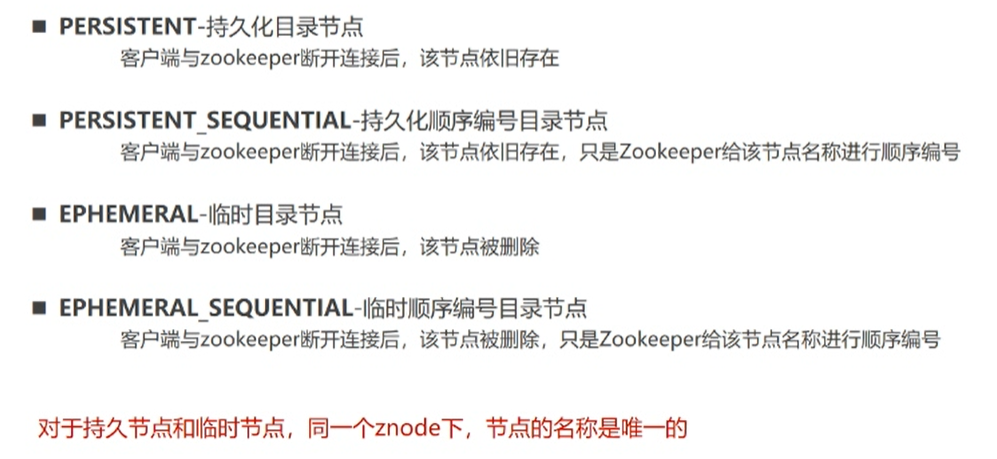 ■ PERSISTENT-持久化目录节点
客户端与zookeeper断开连接后，该节点依旧存在
■ PERSISTENT_SEQUENTIAL-持久化顺序编号目录节点
客户端与zookeeper断开连接后，该节点依旧存在，只是Zookeeper给该节点名称进行顺序编号
■ EPHEMERAL-临时目录节点
客户端与zookeeper断开连接后，该节点被删除
■ EPHEMERAL_SEQUENTIAL-临时顺序编号目录节点
客户端与zookeeper断开连接后，该节点被删除，只是Zookeeper给该节点名称进行顺序编号
对于持久节点和临时节点，同一个znode下，节点的名称是唯一的